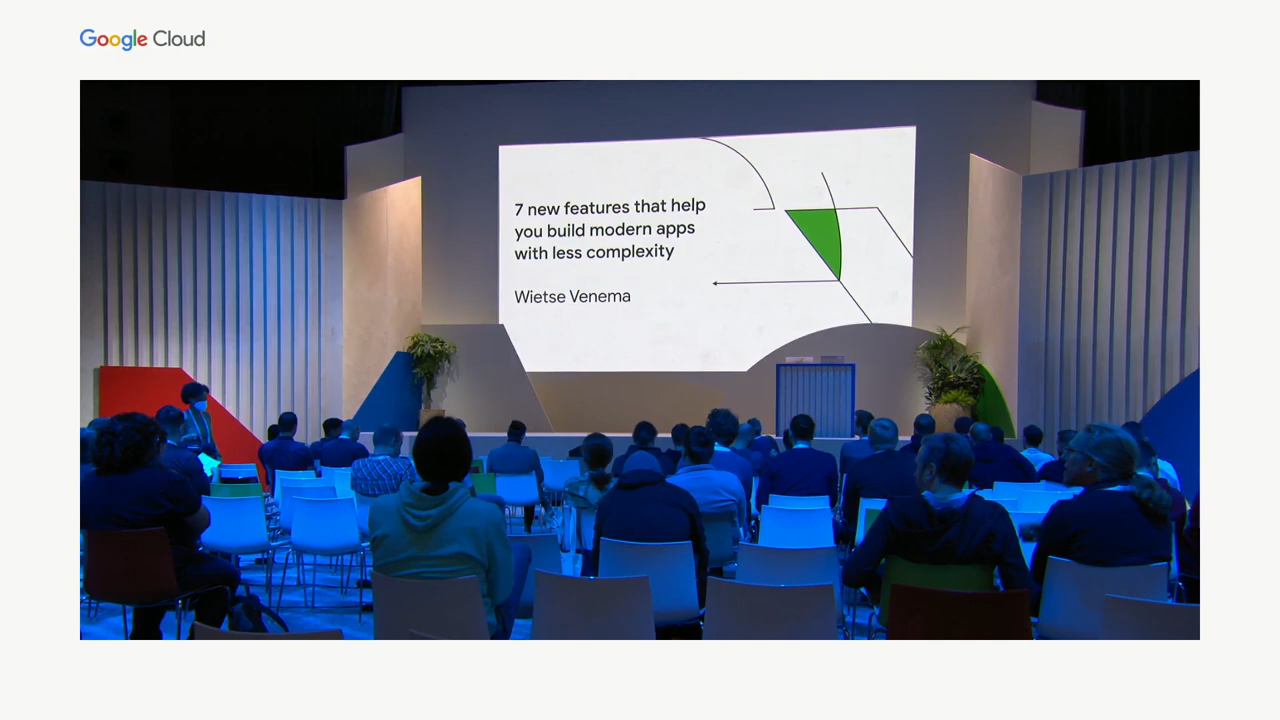 Google Cloud
7 new features that help
you build modern apps
with less complexity
Wietse Venema